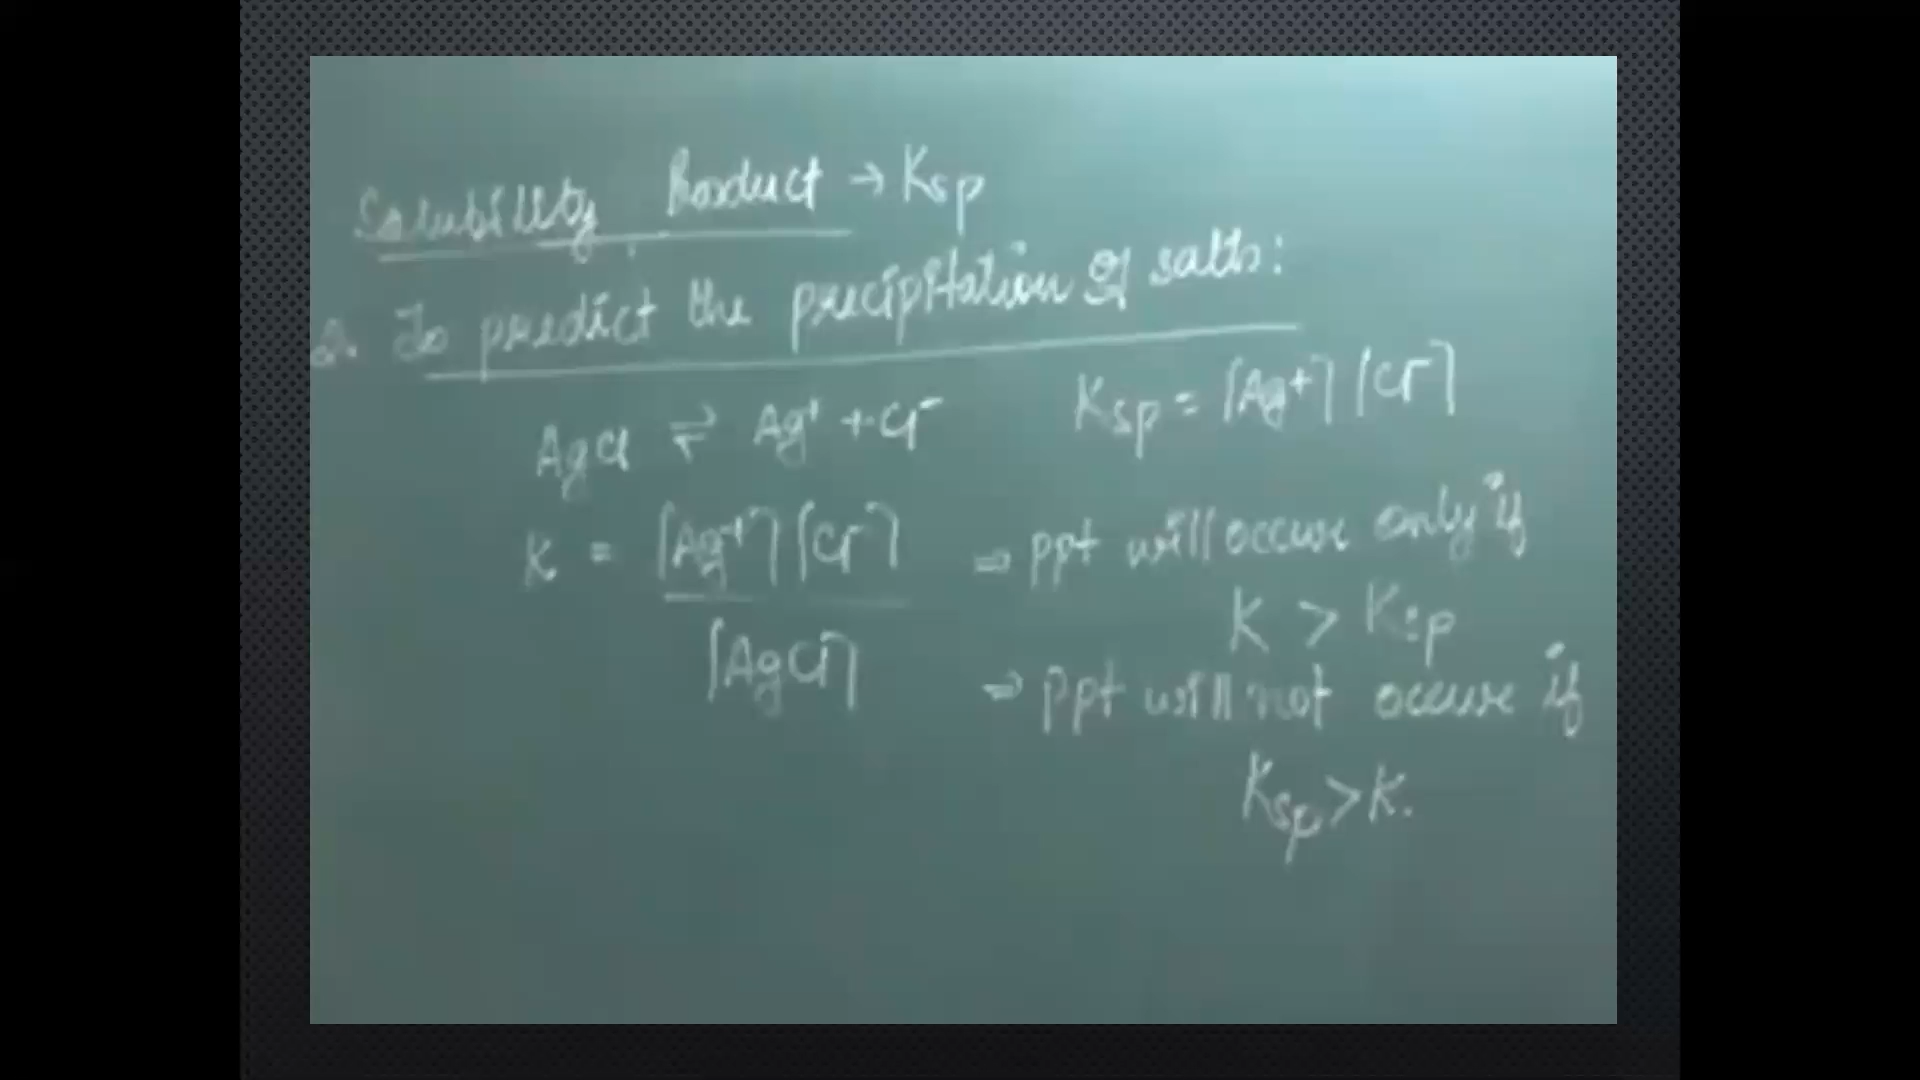 Solubility Product → Ksp
2. To predict the precipitation of salts:
AgCl ⇌ Ag⁺ + Cl⁻
Ksp = [Ag⁺] [Cl⁻]
K = [Ag⁺] [Cl⁻]
[AgCl]
⇒ ppt will occur only if
K > Ksp
⇒ ppt will not occur if
Ksp > K.